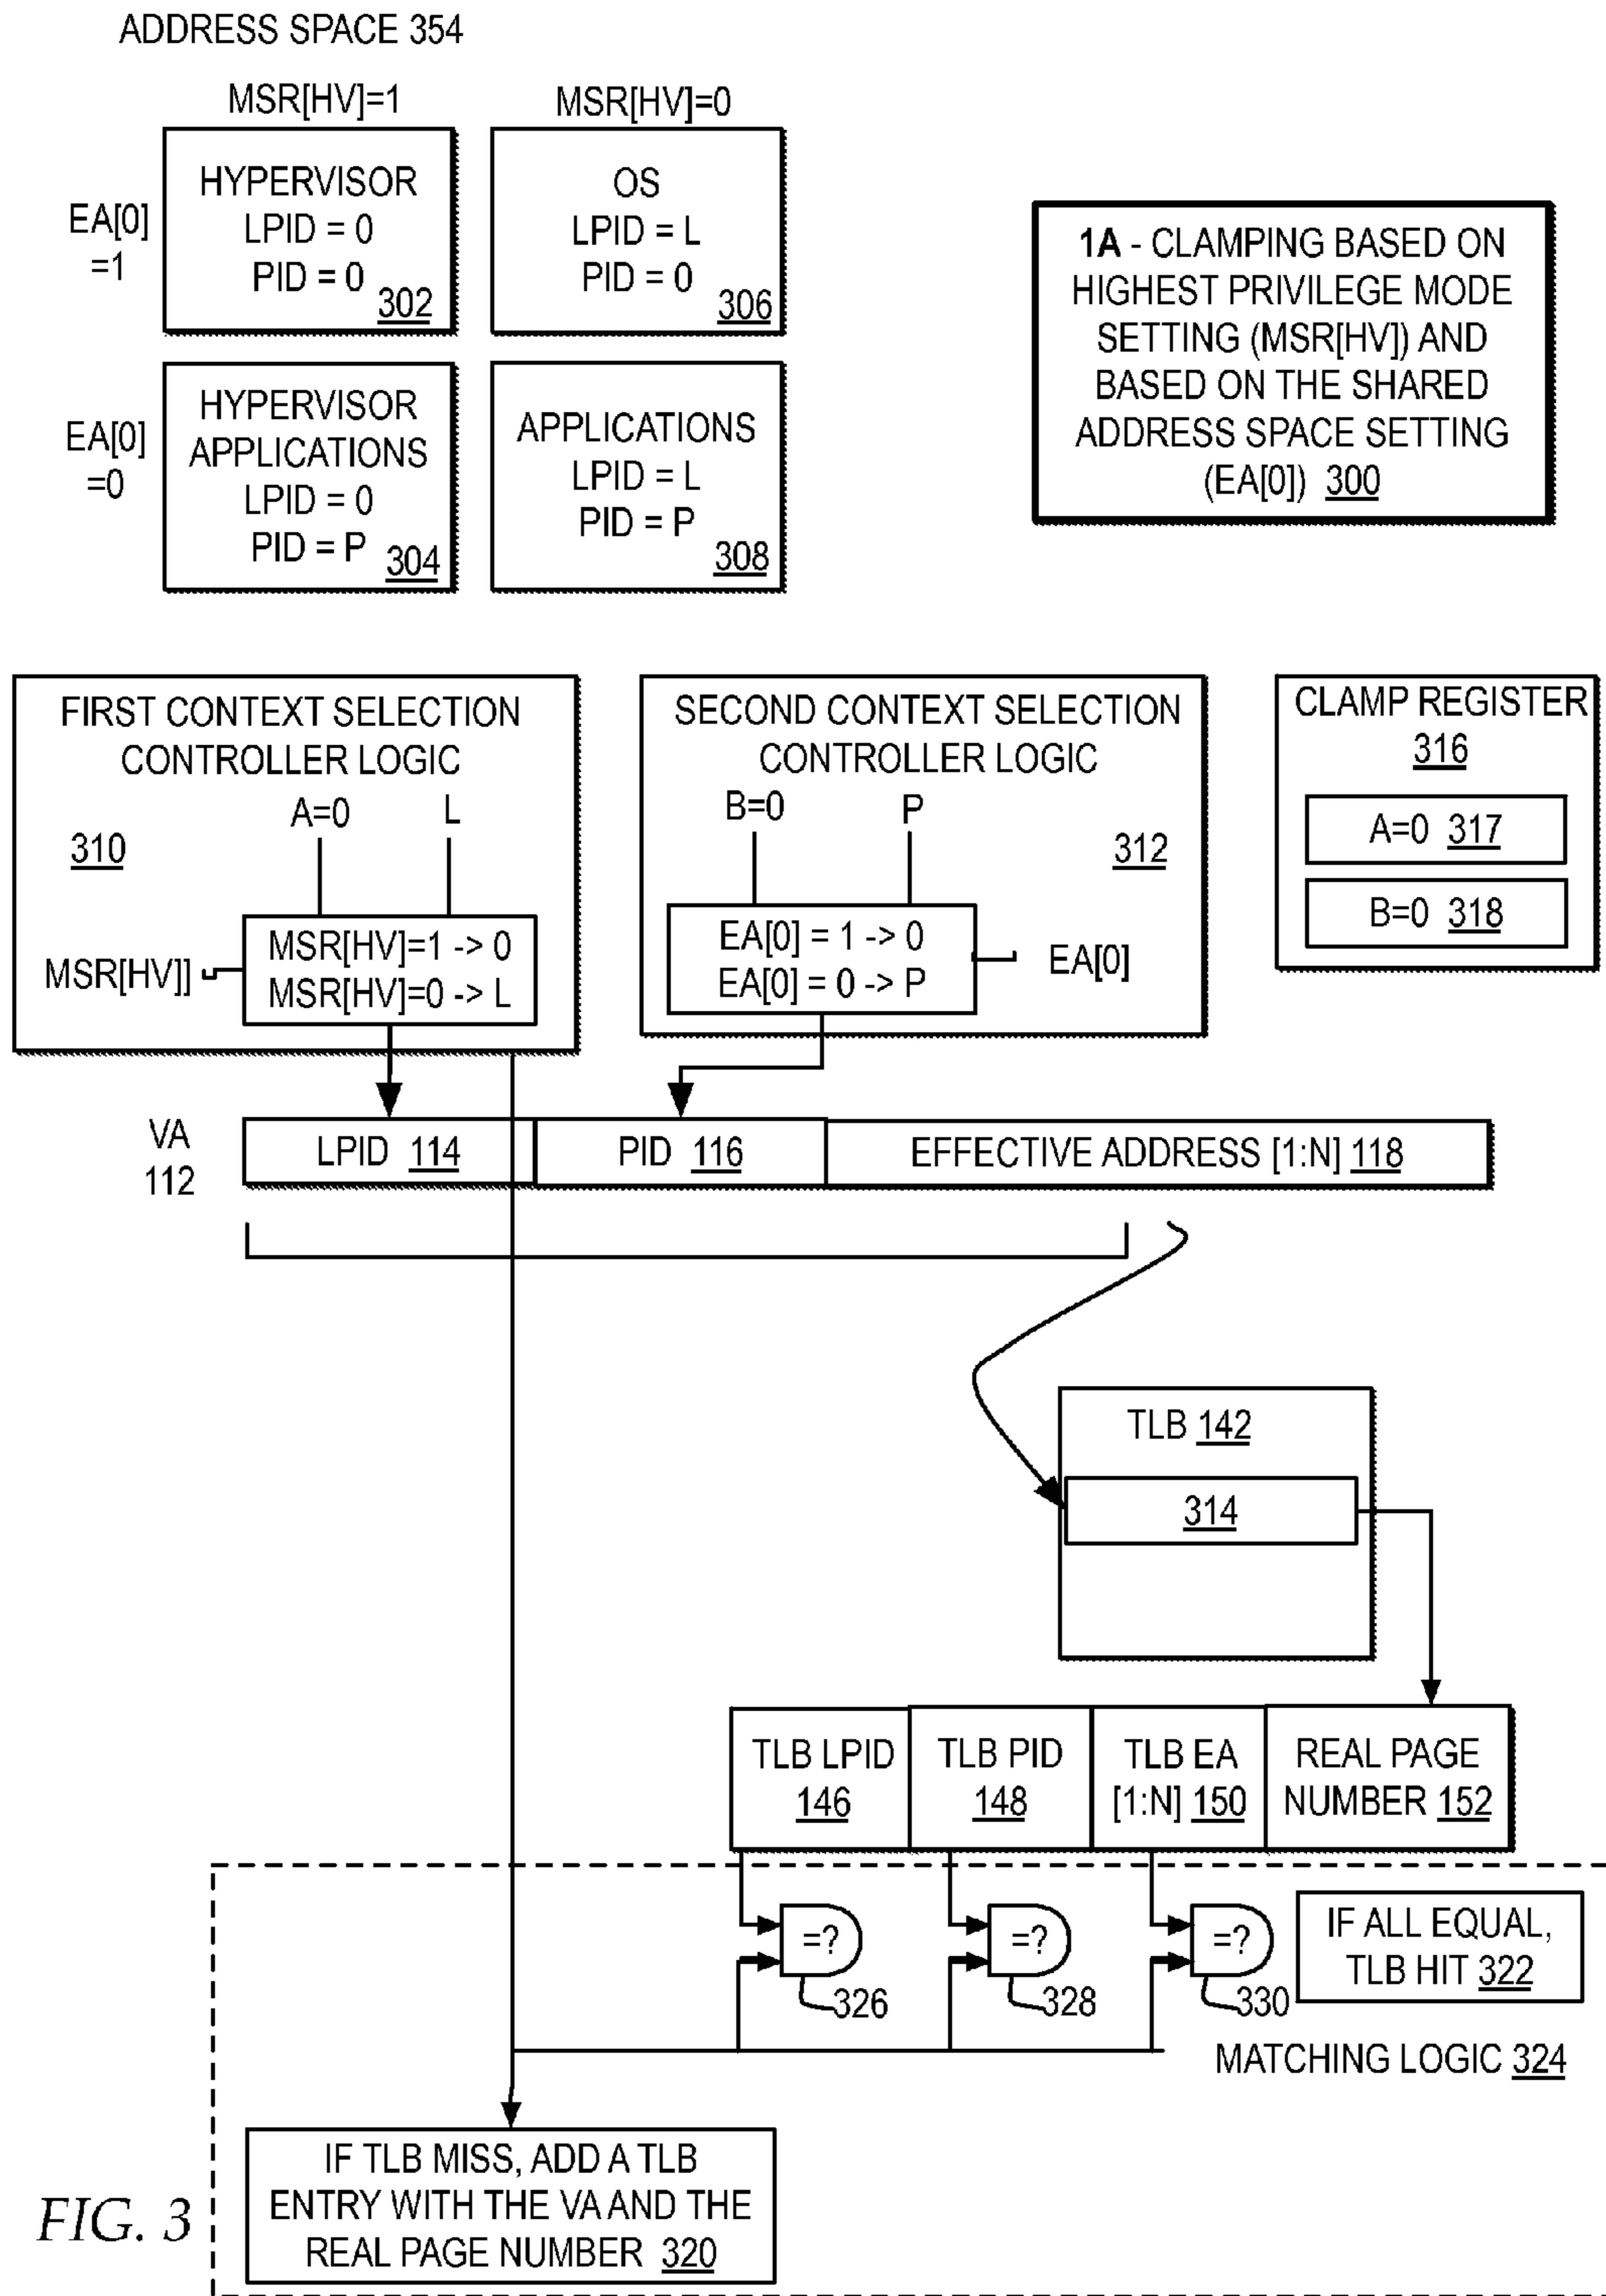 ADDRESS SPACE 354
MSR[HV]=1
MSR[HV]=0
EA[0]
=1
HYPERVISOR
LPID = 0
PID = 0
302
OS
LPID = L
PID = 0
306
EA[0]
=0
HYPERVISOR
APPLICATIONS
LPID = 0
PID = P
304
APPLICATIONS
LPID = L
PID = P
308
1A - CLAMPING BASED ON
HIGHEST PRIVILEGE MODE
SETTING (MSR[HV]) AND
BASED ON THE SHARED
ADDRESS SPACE SETTING
(EA[0]) 300
FIRST CONTEXT SELECTION
CONTROLLER LOGIC
A=0 L
310
MSR[HV]]
MSR[HV]=1 -> 0
MSR[HV]=0 -> L
SECOND CONTEXT SELECTION
CONTROLLER LOGIC
B=0 P
312
EA[0] = 1 -> 0
EA[0] = 0 -> P
EA[0]
CLAMP REGISTER
316
A=0 317
B=0 318
VA
112
LPID 114
PID 116
EFFECTIVE ADDRESS [1:N] 118
TLB 142
314
TLB LPID
146
TLB PID
148
TLB EA
[1:N] 150
REAL PAGE
NUMBER 152
=?
326
=?
328
=?
330
IF ALL EQUAL,
TLB HIT 322
MATCHING LOGIC 324
IF TLB MISS, ADD A TLB
ENTRY WITH THE VA AND THE
REAL PAGE NUMBER 320
FIG. 3